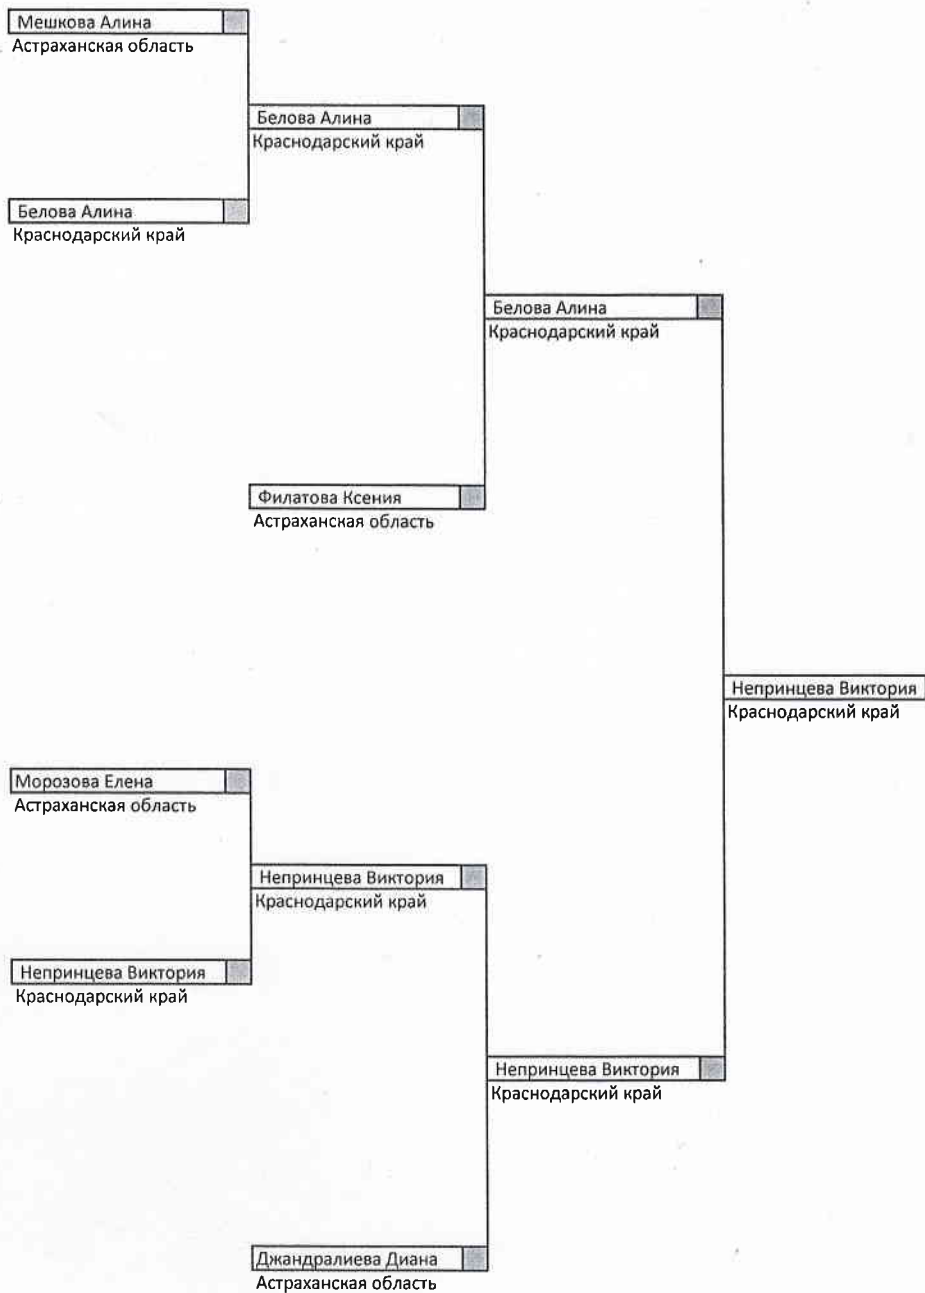 Мешкова Алина
Астраханская область
Белова Алина
Краснодарский край
Белова Алина
Краснодарский край
Белова Алина
Краснодарский край
Филатова Ксения
Астраханская область
Непринцева Виктория
Краснодарский край
Морозова Елена
Астраханская область
Непринцева Виктория
Краснодарский край
Непринцева Виктория
Краснодарский край
Непринцева Виктория
Краснодарский край
Джандралиева Диана
Астраханская область